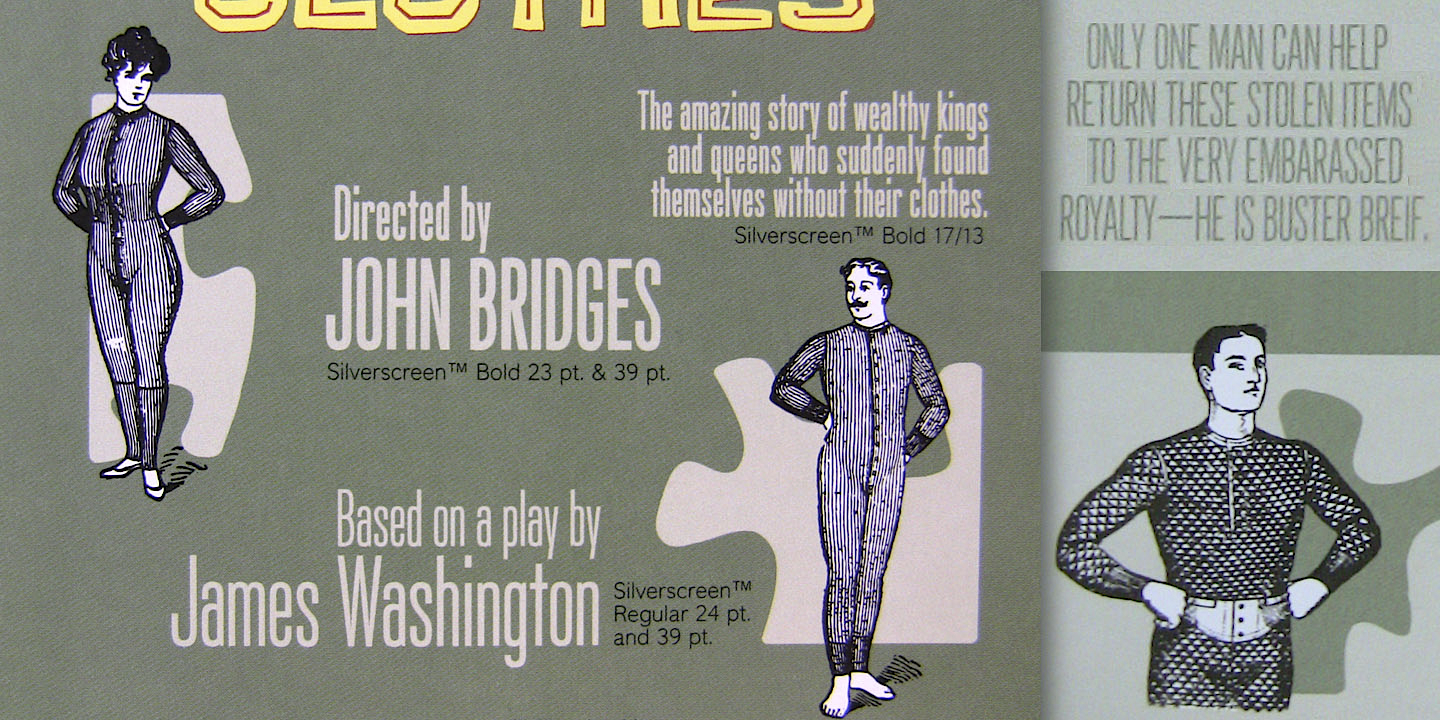 CLOTHES
The amazing story of wealthy kings
and queens who suddenly found
themselves without their clothes.
Silverscreen™ Bold 17/13
Directed by
JOHN BRIDGES
Silverscreen™ Bold 23 pt. & 39 pt.
Based on a play by
James Washington
Silverscreen™
Regular 24 pt.
and 39 pt.
ONLY ONE MAN CAN HELP
RETURN THESE STOLEN ITEMS
TO THE VERY EMBARASSED
ROYALTY—HE IS BUSTER BREIF.